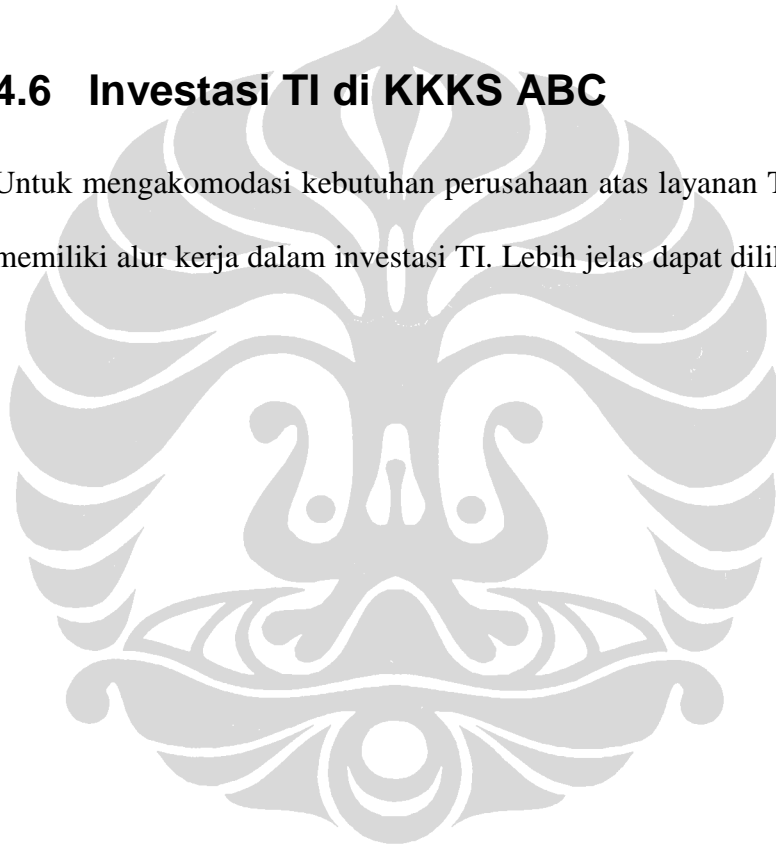 4.6 Investasi TI di KKKS ABC
Untuk mengakomodasi kebutuhan perusahaan atas layanan
memiliki alur kerja dalam investasi TI. Lebih jelas dapat